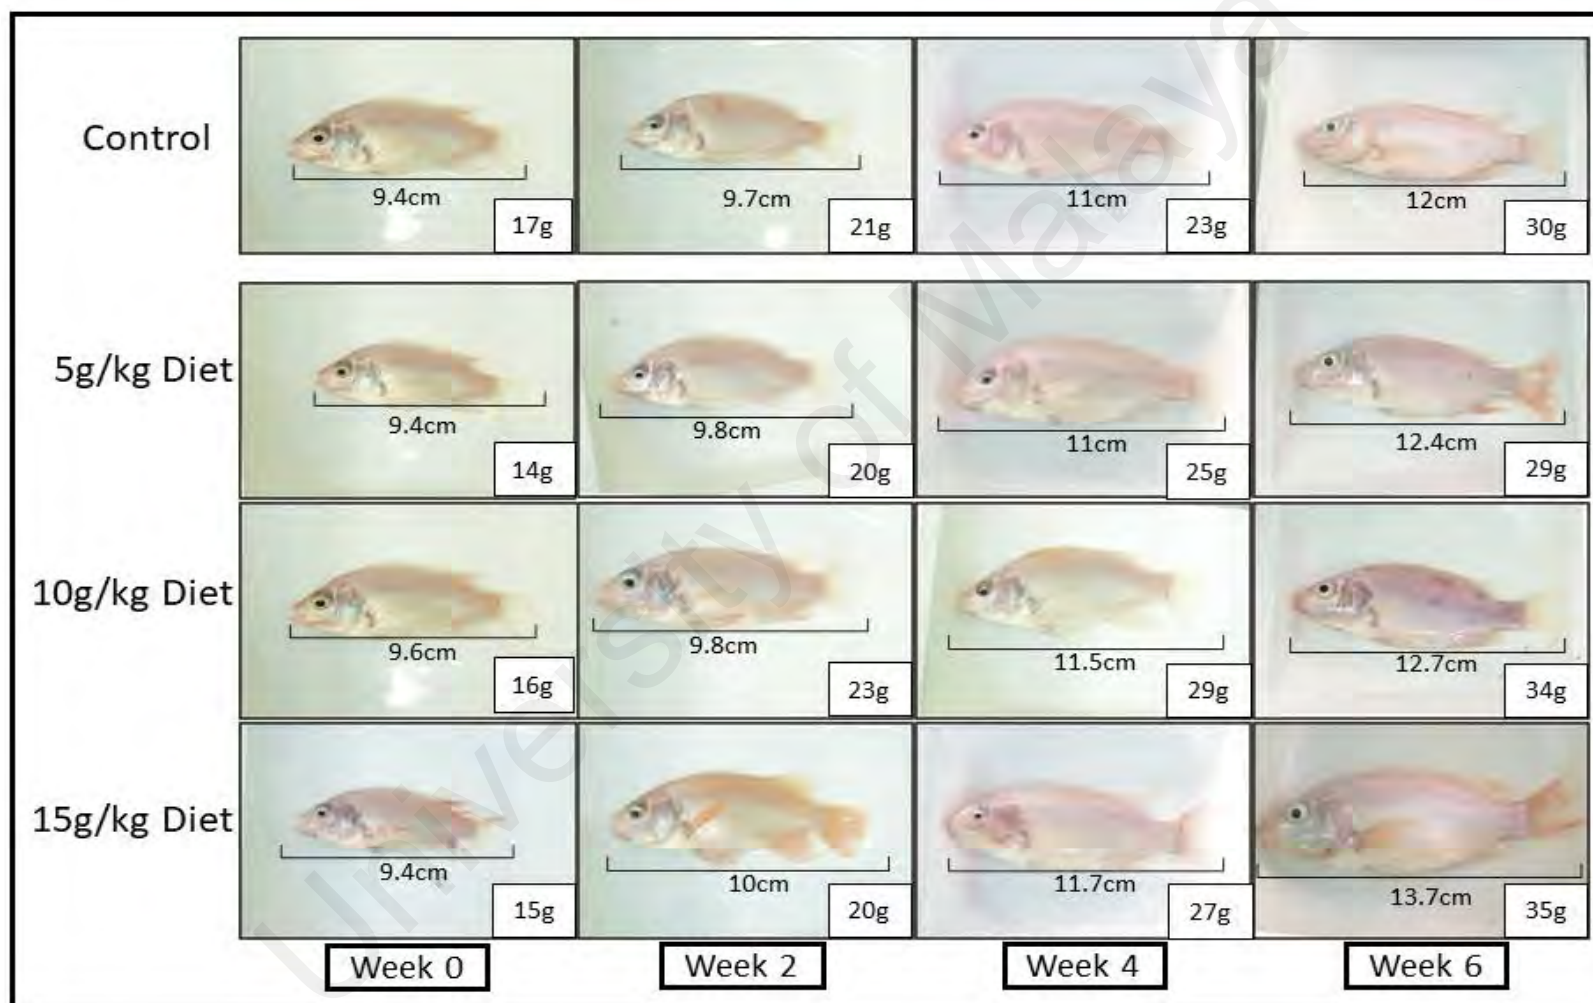 Control
9.4cm
17g
9.7cm
21g
11cm
23g
12cm
30g
5g/kg Diet
9.4cm
14g
9.8cm
20g
11cm
25g
12.4cm
29g
10g/kg Diet
9.6cm
16g
9.8cm
23g
11.5cm
29g
12.7cm
34g
15g/kg Diet
9.4cm
15g
10cm
20g
11.7cm
27g
13.7cm
35g
Week 0
Week 2
Week 4
Week 6
University of Malaya